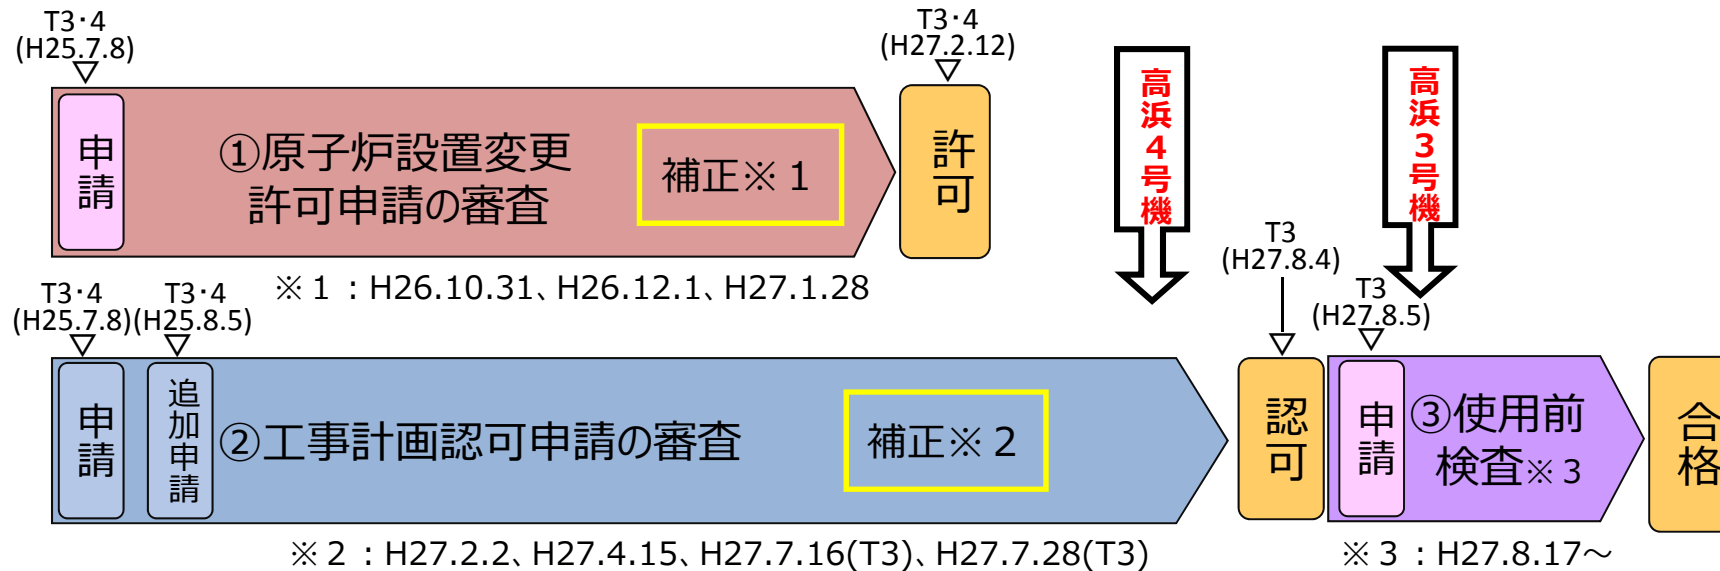 T3･4
(H25.7.8)
T3･4
(H27.2.12)
高浜４号機
高浜３号機
申請
①原子炉設置変更
許可申請の審査
補正※１
許可
※１：H26.10.31、H26.12.1、H27.1.28
T3･4
(H25.7.8)
T3･4
(H25.8.5)
T3
(H27.8.4)
T3
(H27.8.5)
申請
追加申請
②工事計画認可申請の審査
補正※２
認可
申請
③使用前
検査※３
合格
※２：H27.2.2、H27.4.15、H27.7.16(T3)、H27.7.28(T3)
※３：H27.8.17～